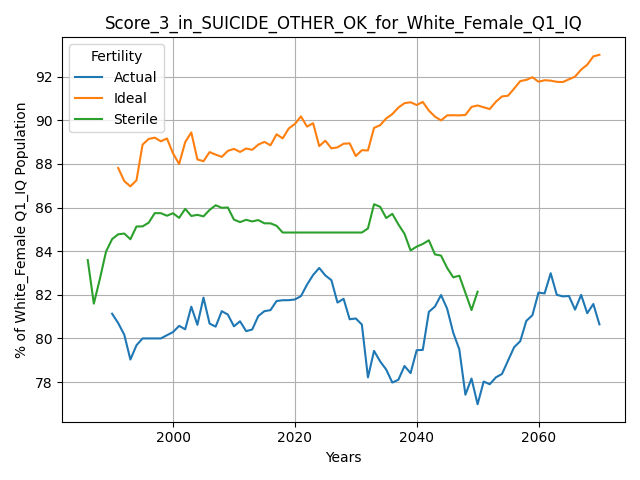 Score_3_in_SUICIDE_OTHER_OK_for_White_Female_Q1_IQ
Fertility
Actual
Ideal
Sterile
% of White_Female Q1_IQ Population
92
90
88
86
84
82
80
78
2000
2020
2040
2060
Years